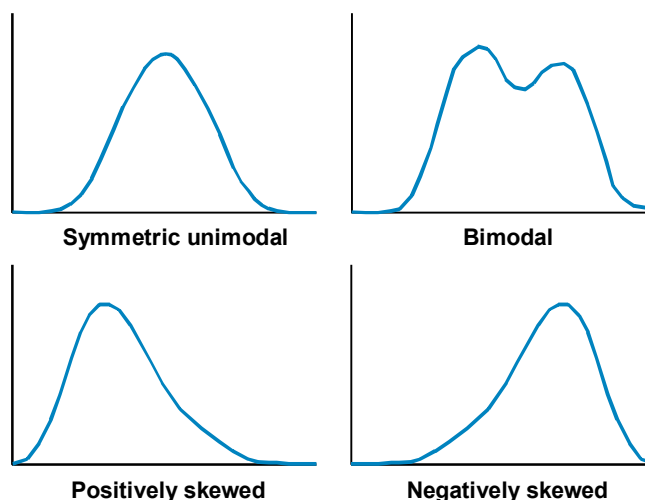 Symmetric unimodal
Bimodal
Positively skewed
Negatively skewed